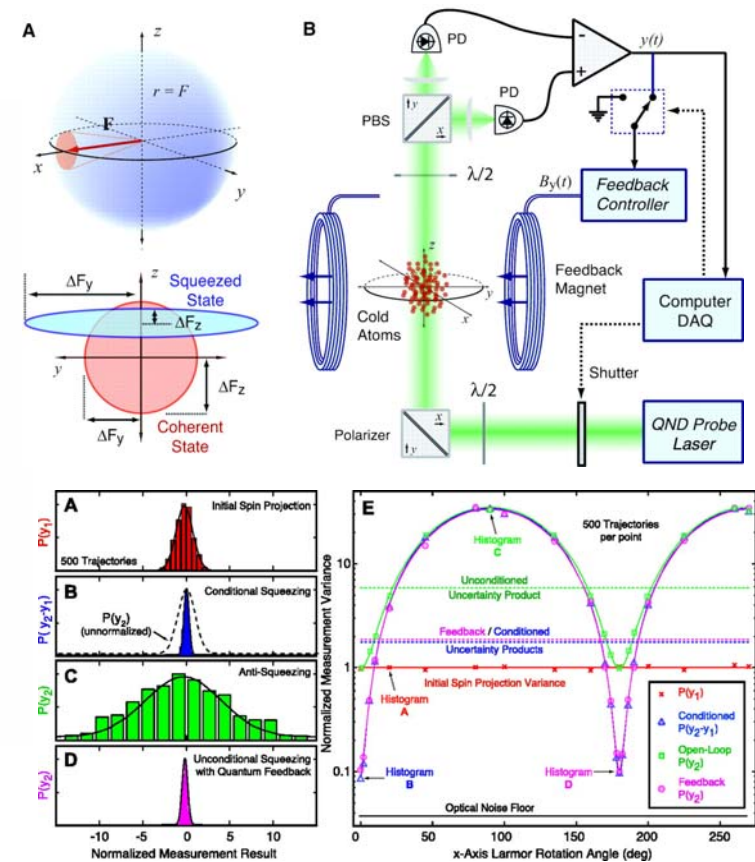 A
z
r = F
F
x
y
z
ΔFy
Squeezed
State
ΔFz
y
ΔFz
ΔFy
Coherent
State
B
PD
-
+
y(t)
PD
PBS
y
x
λ/2
By(t)
Feedback
Controller
z
y
x
Cold
Atoms
Feedback
Magnet
Computer
DAQ
Shutter
λ/2
Polarizer
y
x
QND Probe
Laser
A
Initial Spin Projection
500 Trajectories
P(y1)
B
Conditional Squeezing
P(y2)
(unnormalized)
P( y2-y1)
C
Anti-Squeezing
P(y2)
D
Unconditional Squeezing
with Quantum Feedback
P(y2)
-10
-5
0
5
10
Normalized Measurement Result
E
500 Trajectories
per point
Histogram
C
Unconditioned
Uncertainty Product
Feedback / Conditioned
Uncertainty Products
Initial Spin Projection Variance
Histogram
A
Histogram
B
Histogram
D
P(y1)
Conditioned
P(y2-y1)
Open-Loop
P(y2)
Feedback
P(y2)
Optical Noise Floor
Normalized Measurement Variance
10
1
0.1
0
50
100
150
200
250
x-Axis Larmor Rotation Angle (deg)